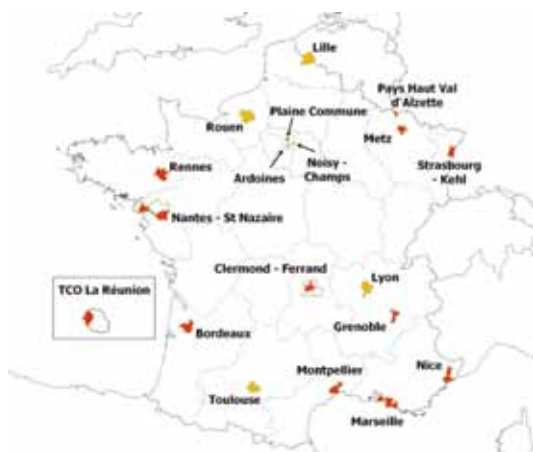 Lille
Pays Haut Val
d'Alzette
Plaine Commune
Rouen
Metz
Rennes
Ardoines
Noisy -
Champs
Strasbourg
- Kehl
Nantes - St Nazaire
Clermond - Ferrand
Lyon
TCO La Réunion
Grenoble
Bordeaux
Montpellier
Nice
Toulouse
Marseille